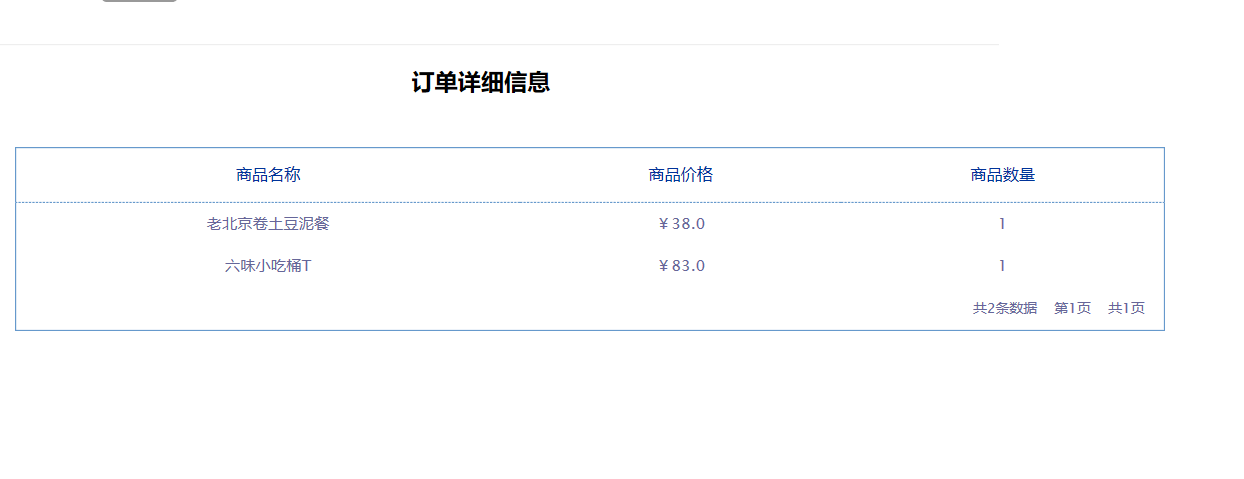 订单详细信息
商品名称 商品价格 商品数量
老北京卷土豆泥餐 ￥38.0 1
六味小吃桶T ￥83.0 1
共2条数据 第1页 共1页